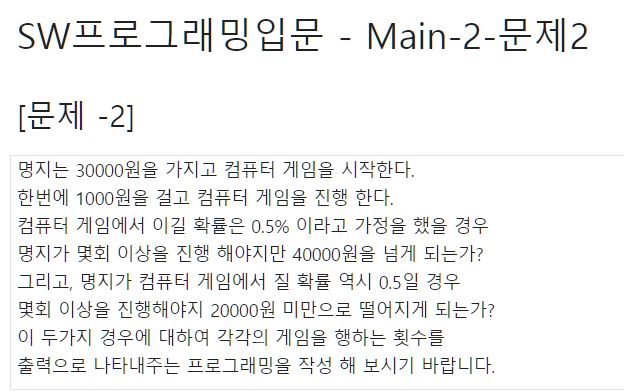 SW프로그래밍입문 - Main-2-문제2
[문제 -2]
명지는 30000원을 가지고 컴퓨터 게임을 시작한다.
한번에 1000원을 걸고 컴퓨터 게임을 진행 한다.
컴퓨터 게임에서 이길 확률은 0.5% 이라고 가정을 했을 경우
명지가 몇회 이상을 진행 해야지만 40000원을 넘게 되는가?
그리고, 명지가 컴퓨터 게임에서 질 확률 역시 0.5일 경우
몇회 이상을 진행해야지 20000원 미만으로 떨어지게 되는가?
이 두가지 경우에 대하여 각각의 게임을 행하는 횟수를
출력으로 나타내주는 프로그래밍을 작성 해 보시기 바랍니다.